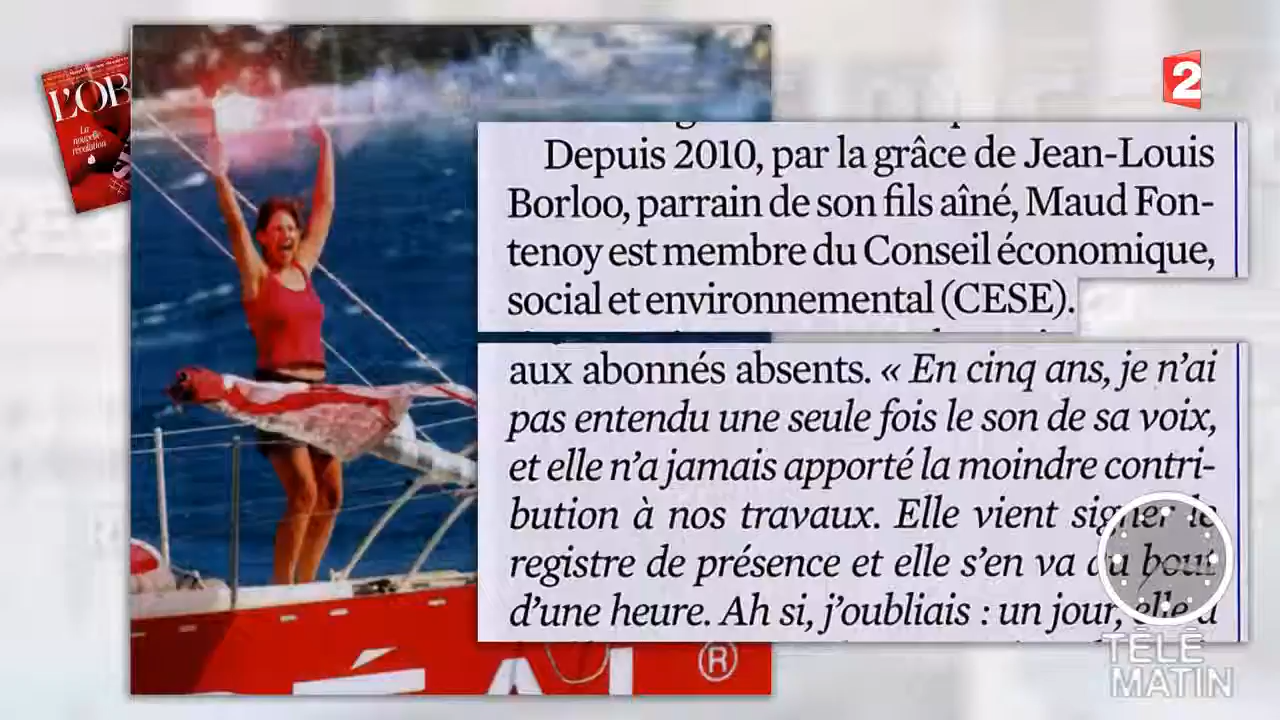 L'OB
La
nouvelle
révolution
2
Depuis 2010, par la grâce de Jean-Louis
Borloo, parrain de son fils aîné, Maud Fon-
tenoy est membre du Conseil économique,
social et environnemental (CESE).
aux abonnés absents. « En cinq ans, je n'ai
pas entendu une seule fois le son de sa voix,
et elle n'a jamais apporté la moindre contri-
bution à nos travaux. Elle vient signer le
registre de présence et elle s'en va au bout
d'une heure. Ah si, j'oubliais : un jour, elle a
®
TÉLÉ
MATIN